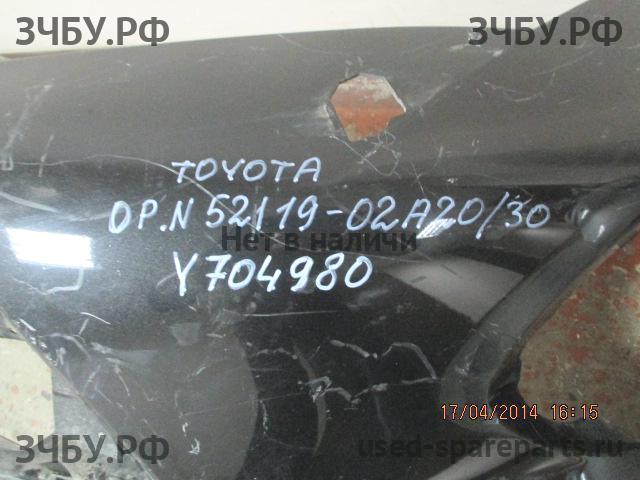 ЗЧБУ.РФ ЗЧБУ.РФ
TOYOTA
OP.N 52119-02A20/30
Нет в наличии
Y704980
17/04/2014 16:15
ЗЧБУ.РФ used-spareparts.ru